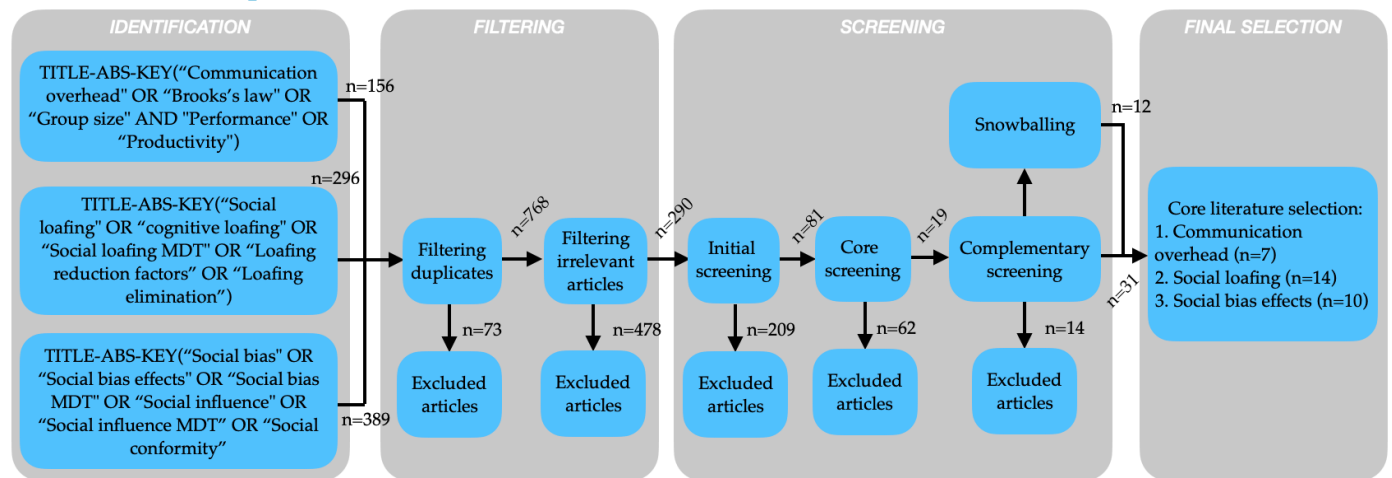 IDENTIFICATION
TITLE-ABS-KEY(“Communication
overhead" OR “Brooks’s law" OR
“Group size" AND "Performance" OR
“Productivity")
n=156
n=296
TITLE-ABS-KEY(“Social
loafing" OR “cognitive loafing" OR
“Social loafing MDT" OR “Loafing
reduction factors” OR “Loafing
elimination”)
TITLE-ABS-KEY(“Social bias" OR
“Social bias effects" OR “Social bias
MDT" OR “Social influence" OR
“Social influence MDT” OR “Social
conformity”
n=389
FILTERING
Filtering
duplicates
n=768
Filtering
irrelevant
articles
n=290
n=73
n=478
Excluded
articles
Excluded
articles
SCREENING
Initial
screening
n=81
Core
screening
n=19
Complementary
screening
Snowballing
n=12
n=31
n=209
n=62
n=14
Excluded
articles
Excluded
articles
Excluded
articles
FINAL SELECTION
Core literature selection:
1. Communication
overhead (n=7)
2. Social loafing (n=14)
3. Social bias effects (n=10)